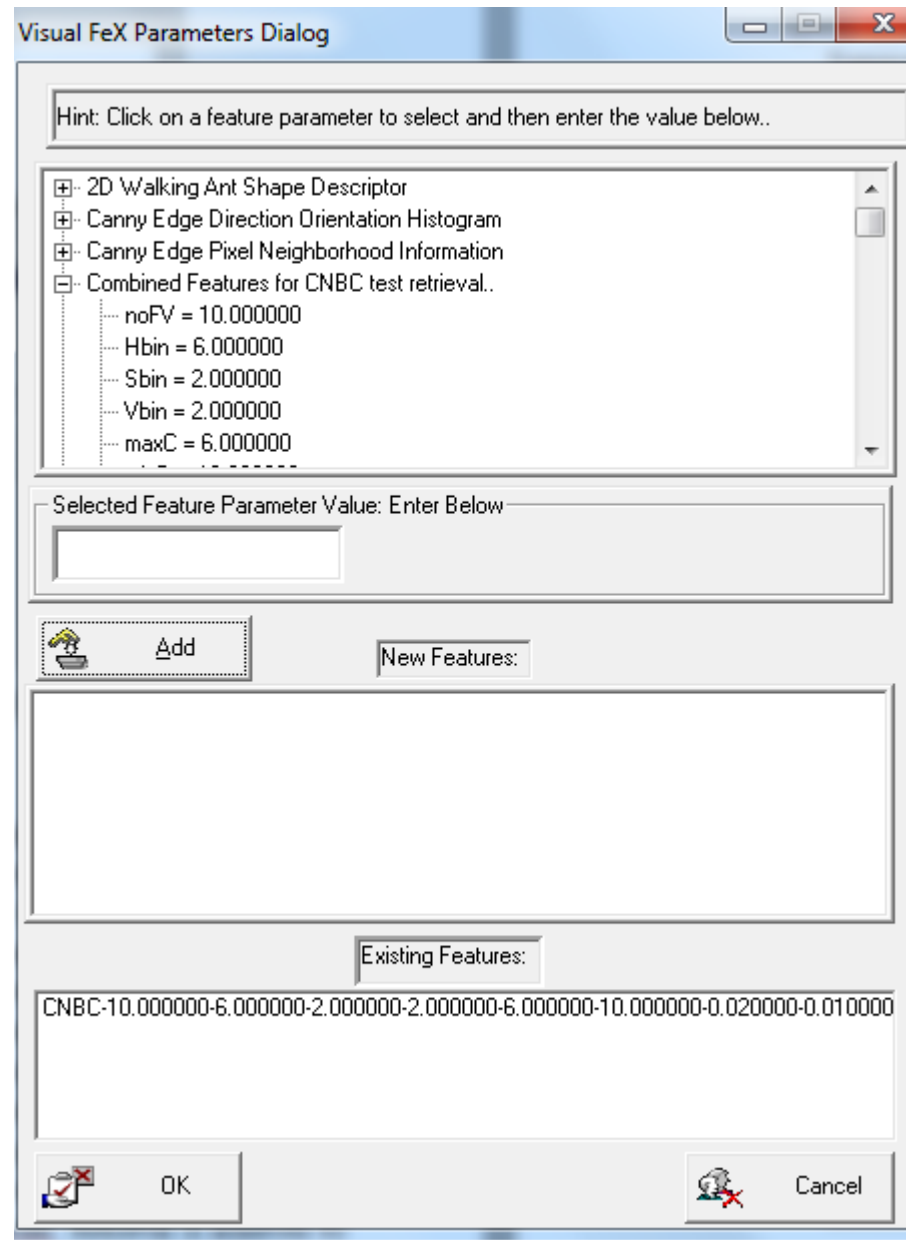 Visual FeX Parameters Dialog
Hint: Click on a feature parameter to select and then enter the value below..
2D Walking Ant Shape Descriptor
Canny Edge Direction Orientation Histogram
Canny Edge Pixel Neighborhood Information
Combined Features for CNBC test retrieval..
noFV = 10.000000
Hbin = 6.000000
Sbin = 2.000000
Vbin = 2.000000
maxC = 6.000000
Selected Feature Parameter Value: Enter Below
Add
New Features:
Existing Features:
CNBC-10.000000-6.000000-2.000000-2.000000-6.000000-10.000000-0.020000-0.010000
OK
Cancel